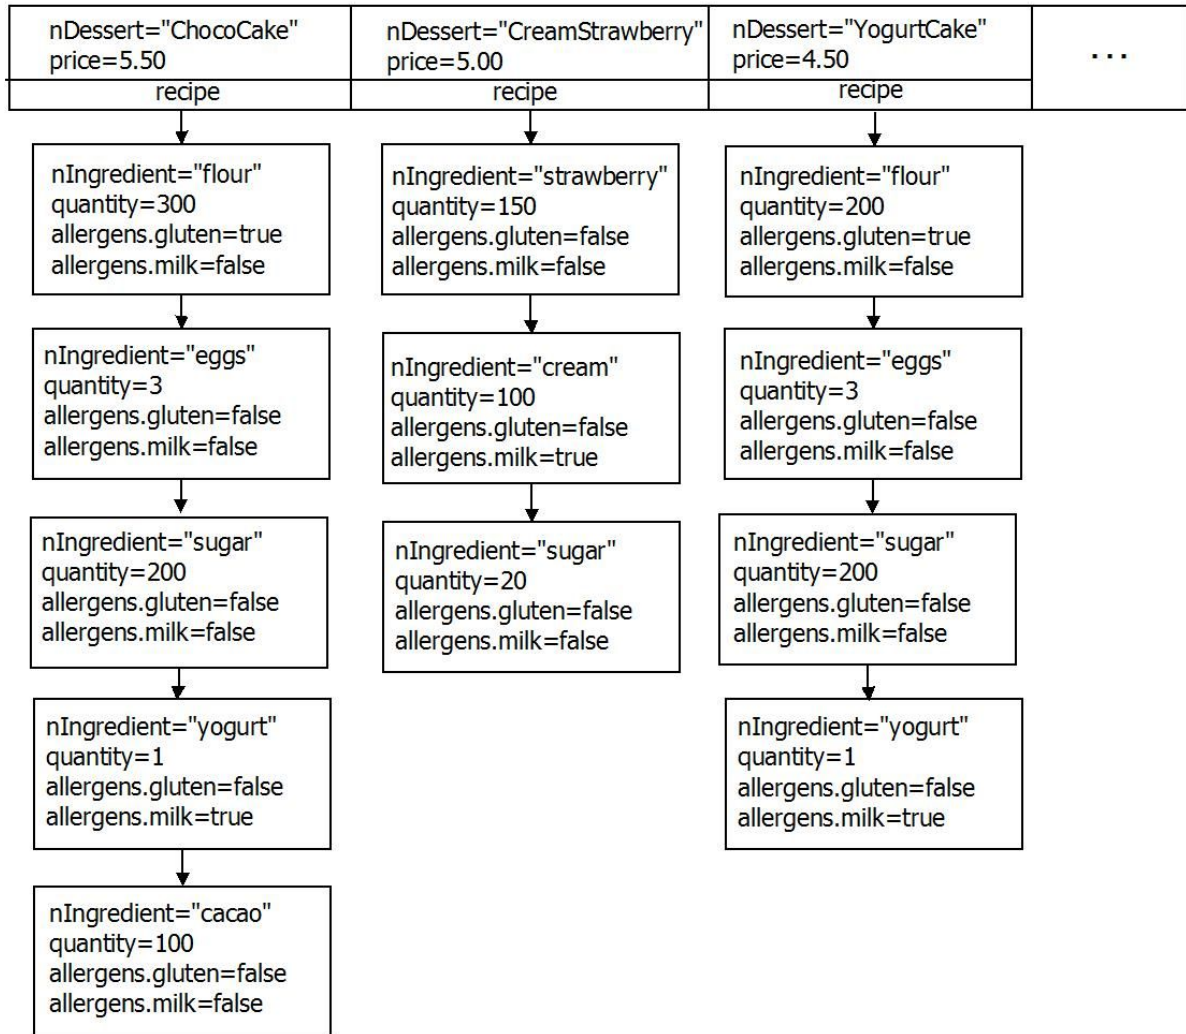 nDessert="ChocoCake"
price=5.50
recipe
nDessert="CreamStrawberry"
price=5.00
recipe
nDessert="YogurtCake"
price=4.50
recipe
...
nIngredient="flour"
quantity=300
allergens.gluten=true
allergens.milk=false
nIngredient="eggs"
quantity=3
allergens.gluten=false
allergens.milk=false
nIngredient="sugar"
quantity=200
allergens.gluten=false
allergens.milk=false
nIngredient="yogurt"
quantity=1
allergens.gluten=false
allergens.milk=true
nIngredient="cacao"
quantity=100
allergens.gluten=false
allergens.milk=false
nIngredient="strawberry"
quantity=150
allergens.gluten=false
allergens.milk=false
nIngredient="cream"
quantity=100
allergens.gluten=false
allergens.milk=true
nIngredient="sugar"
quantity=20
allergens.gluten=false
allergens.milk=false
nIngredient="flour"
quantity=200
allergens.gluten=true
allergens.milk=false
nIngredient="eggs"
quantity=3
allergens.gluten=false
allergens.milk=false
nIngredient="sugar"
quantity=200
allergens.gluten=false
allergens.milk=false
nIngredient="yogurt"
quantity=1
allergens.gluten=false
allergens.milk=true